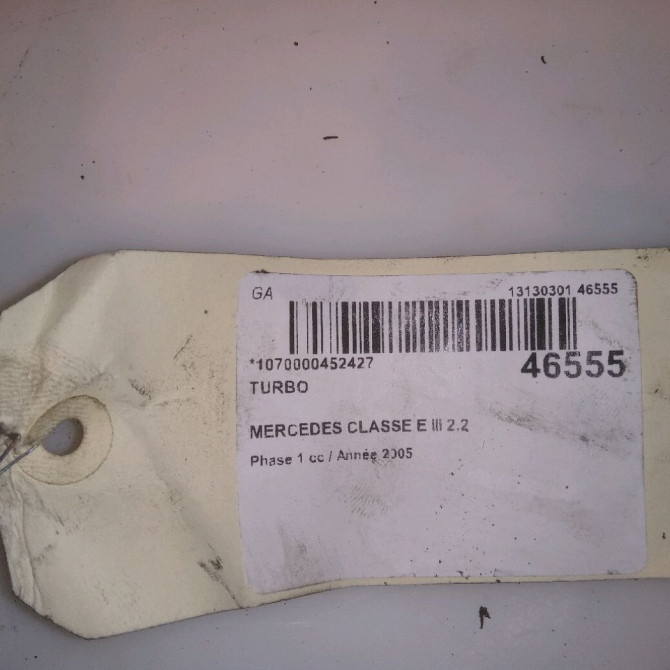 GA 13130301 46555
*1070000452427 46555
TURBO
MERCEDES CLASSE E III 2.2
Phase 1 cc / Année 2005